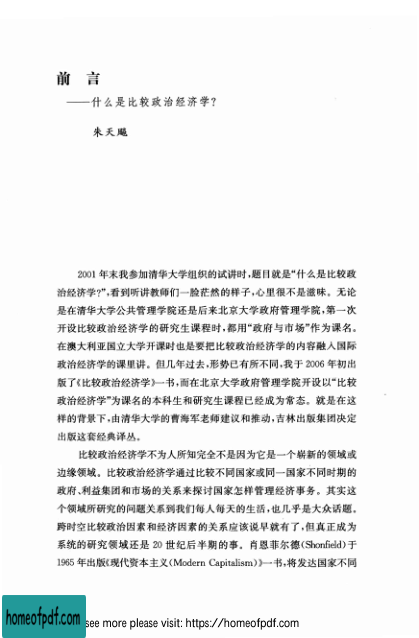 前 言
——什么是比较政治经济学?
朱天飚
2001年末我参加清华大学组织的试讲时,题目就是“什么是比较政
治经济学?”,看到听讲教师们一脸茫然的样子,心里很不是滋味。无论
是在清华大学公共管理学院还是后来北京大学政府管理学院,第一次
开设比较政治经济学的研究生课程时,都用“政府与市场”作为课名。
在澳大利亚国立大学开课时也是要把比较政治经济学的内容融入国际
政治经济学的课里讲。但几年过去,形势已有所不同,我于2006年初出
版了《比较政治经济学》一书,而在北京大学政府管理学院开设以“比较
政治经济学”为课名的本科生和研究生课程已经成为常态。就是在这
样的背景下,由清华大学的曹海军老师建议和推动,吉林出版集团决定
出版这套经典译丛。
比较政治经济学不为人所知完全不是因为它是一个崭新的领域或
边缘领域。比较政治经济学通过比较不同国家或同一国家不同时期的
政府、利益集团和市场的关系来探讨国家怎样管理经济事务。其实这
个领域所研究的问题关系到我们每人每天的生活,也几乎是大众话题。
跨时空比较政治因素和经济因素的关系应该说早就有了,但真正成为
系统的研究领域还是20世纪后半期的事。肖恩菲尔德(Shonfield)于
1965年出版《现代资本主义(Modern Capitalism)》一书,将发达国家不同
homeofpdf.com
see more please visit: https://homeofpdf.com